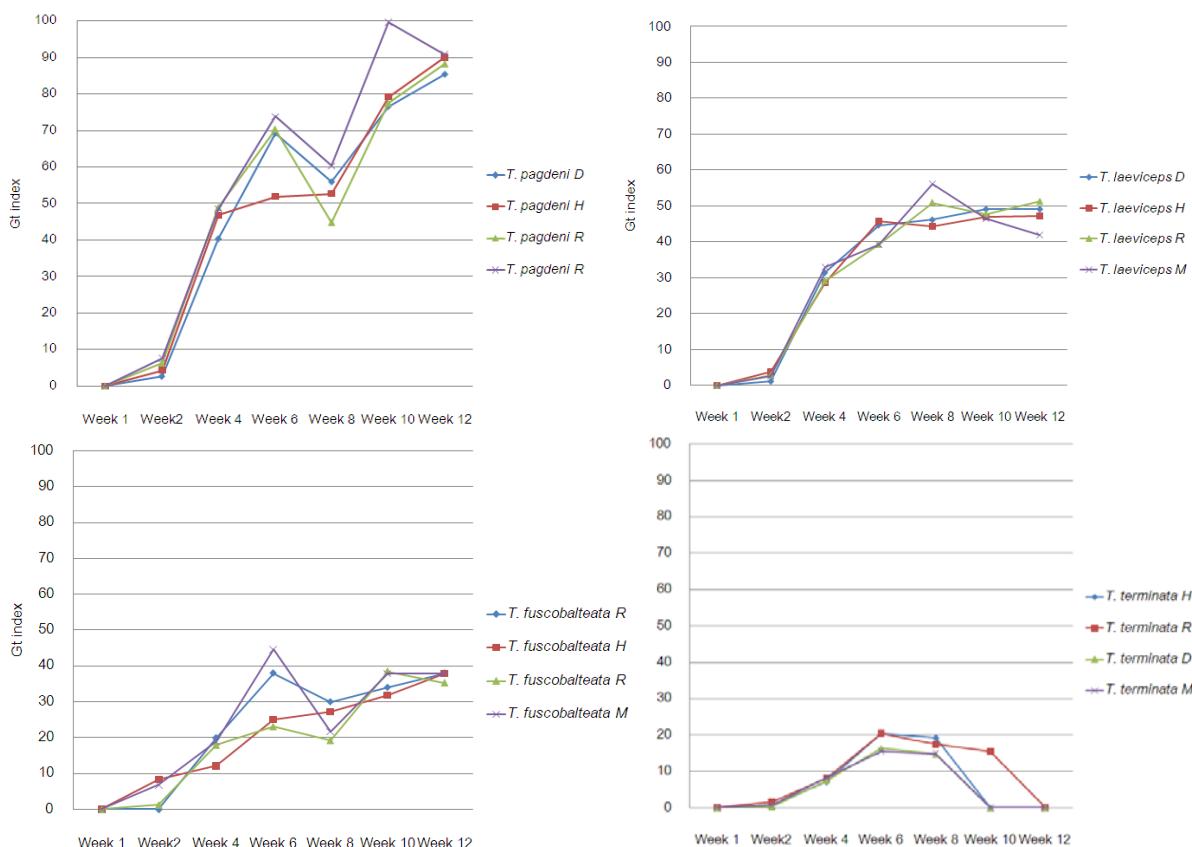 100
90
80
70
60
50
40
30
20
10
0
Gt index
Week 1 Week2 Week 4 Week 6 Week 8 Week 10 Week 12
T. pagdeni D
T. pagdeni H
T. pagdeni R
T. pagdeni R
100
90
80
70
60
50
40
30
20
10
0
Gt index
Week 1 Week2 Week 4 Week 6 Week 8 Week 10 Week 12
T. laeviceps D
T. laeviceps H
T. laeviceps R
T. laeviceps M
100
90
80
70
60
50
40
30
20
10
0
Gt index
Week 1 Week2 Week 4 Week 6 Week 8 Week 10 Week 12
T. fuscobalteata R
T. fuscobalteata H
T. fuscobalteata R
T. fuscobalteata M
100
90
80
70
60
50
40
30
20
10
0
Week 1 Week2 Week 4 Week 6 Week 8 Week 10 Week 12
T. terminata H
T. terminata R
T. terminata D
T. terminata M